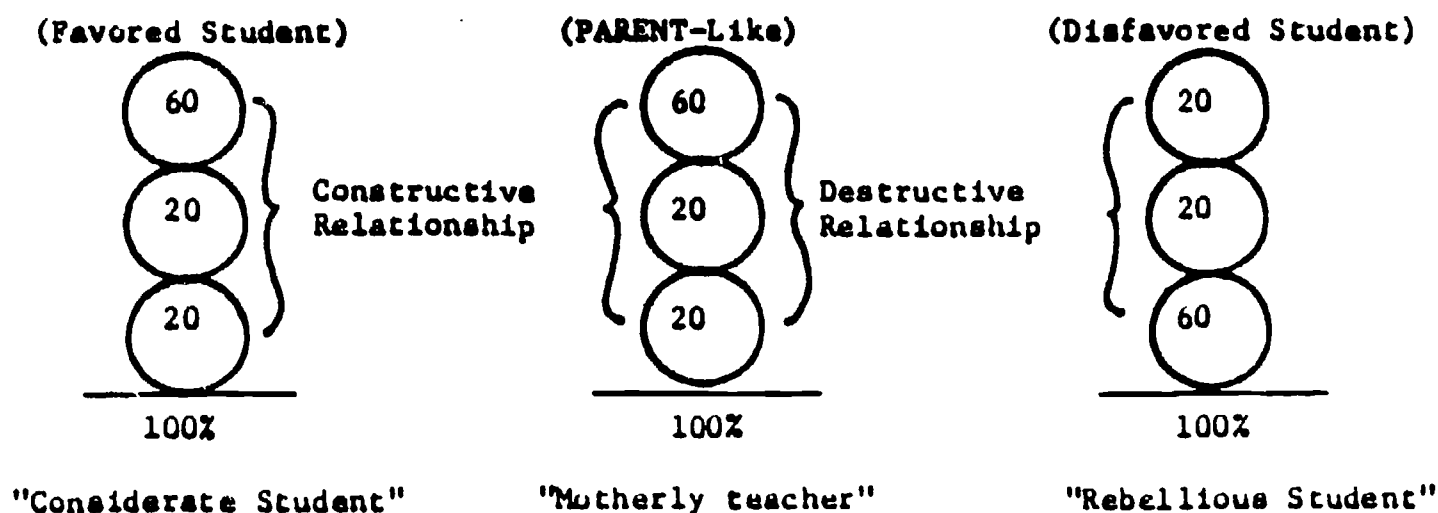 (Favored Student) (PARENT-Like) (Disfavored Student)
60 60 20
20 Constructive Relationship 20 Destructive Relationship 20
20 20 60
100% 100% 100%
"Considerate Student" "Motherly teacher" "Rebellious Student"